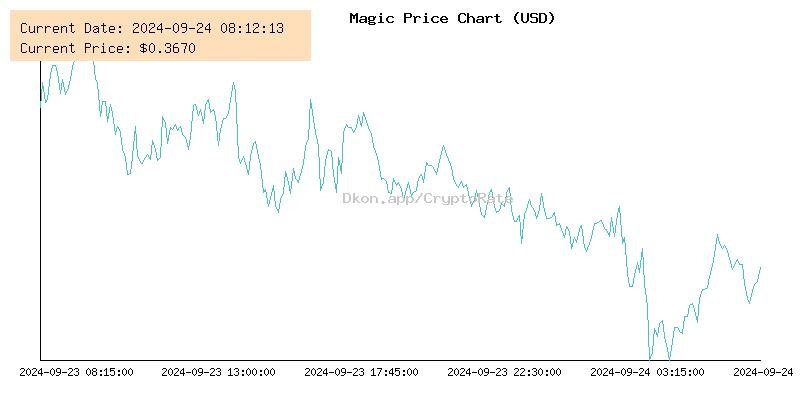 Magic Price Chart (USD)
Current Date: 2024-09-24 08:12:13
Current Price: $0.3670
Dkon.app/CryptoRate
2024-09-23 08:15:00 2024-09-23 13:00:00 2024-09-23 17:45:00 2024-09-23 22:30:00 2024-09-24 03:15:00 2024-09-24